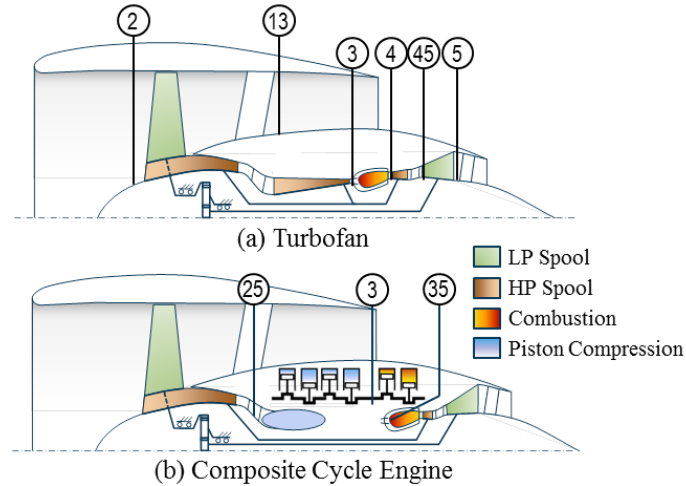 2
13
3
4
45
5
(a) Turbofan
LP Spool
HP Spool
Combustion
Piston Compression
25
3
35
(b) Composite Cycle Engine